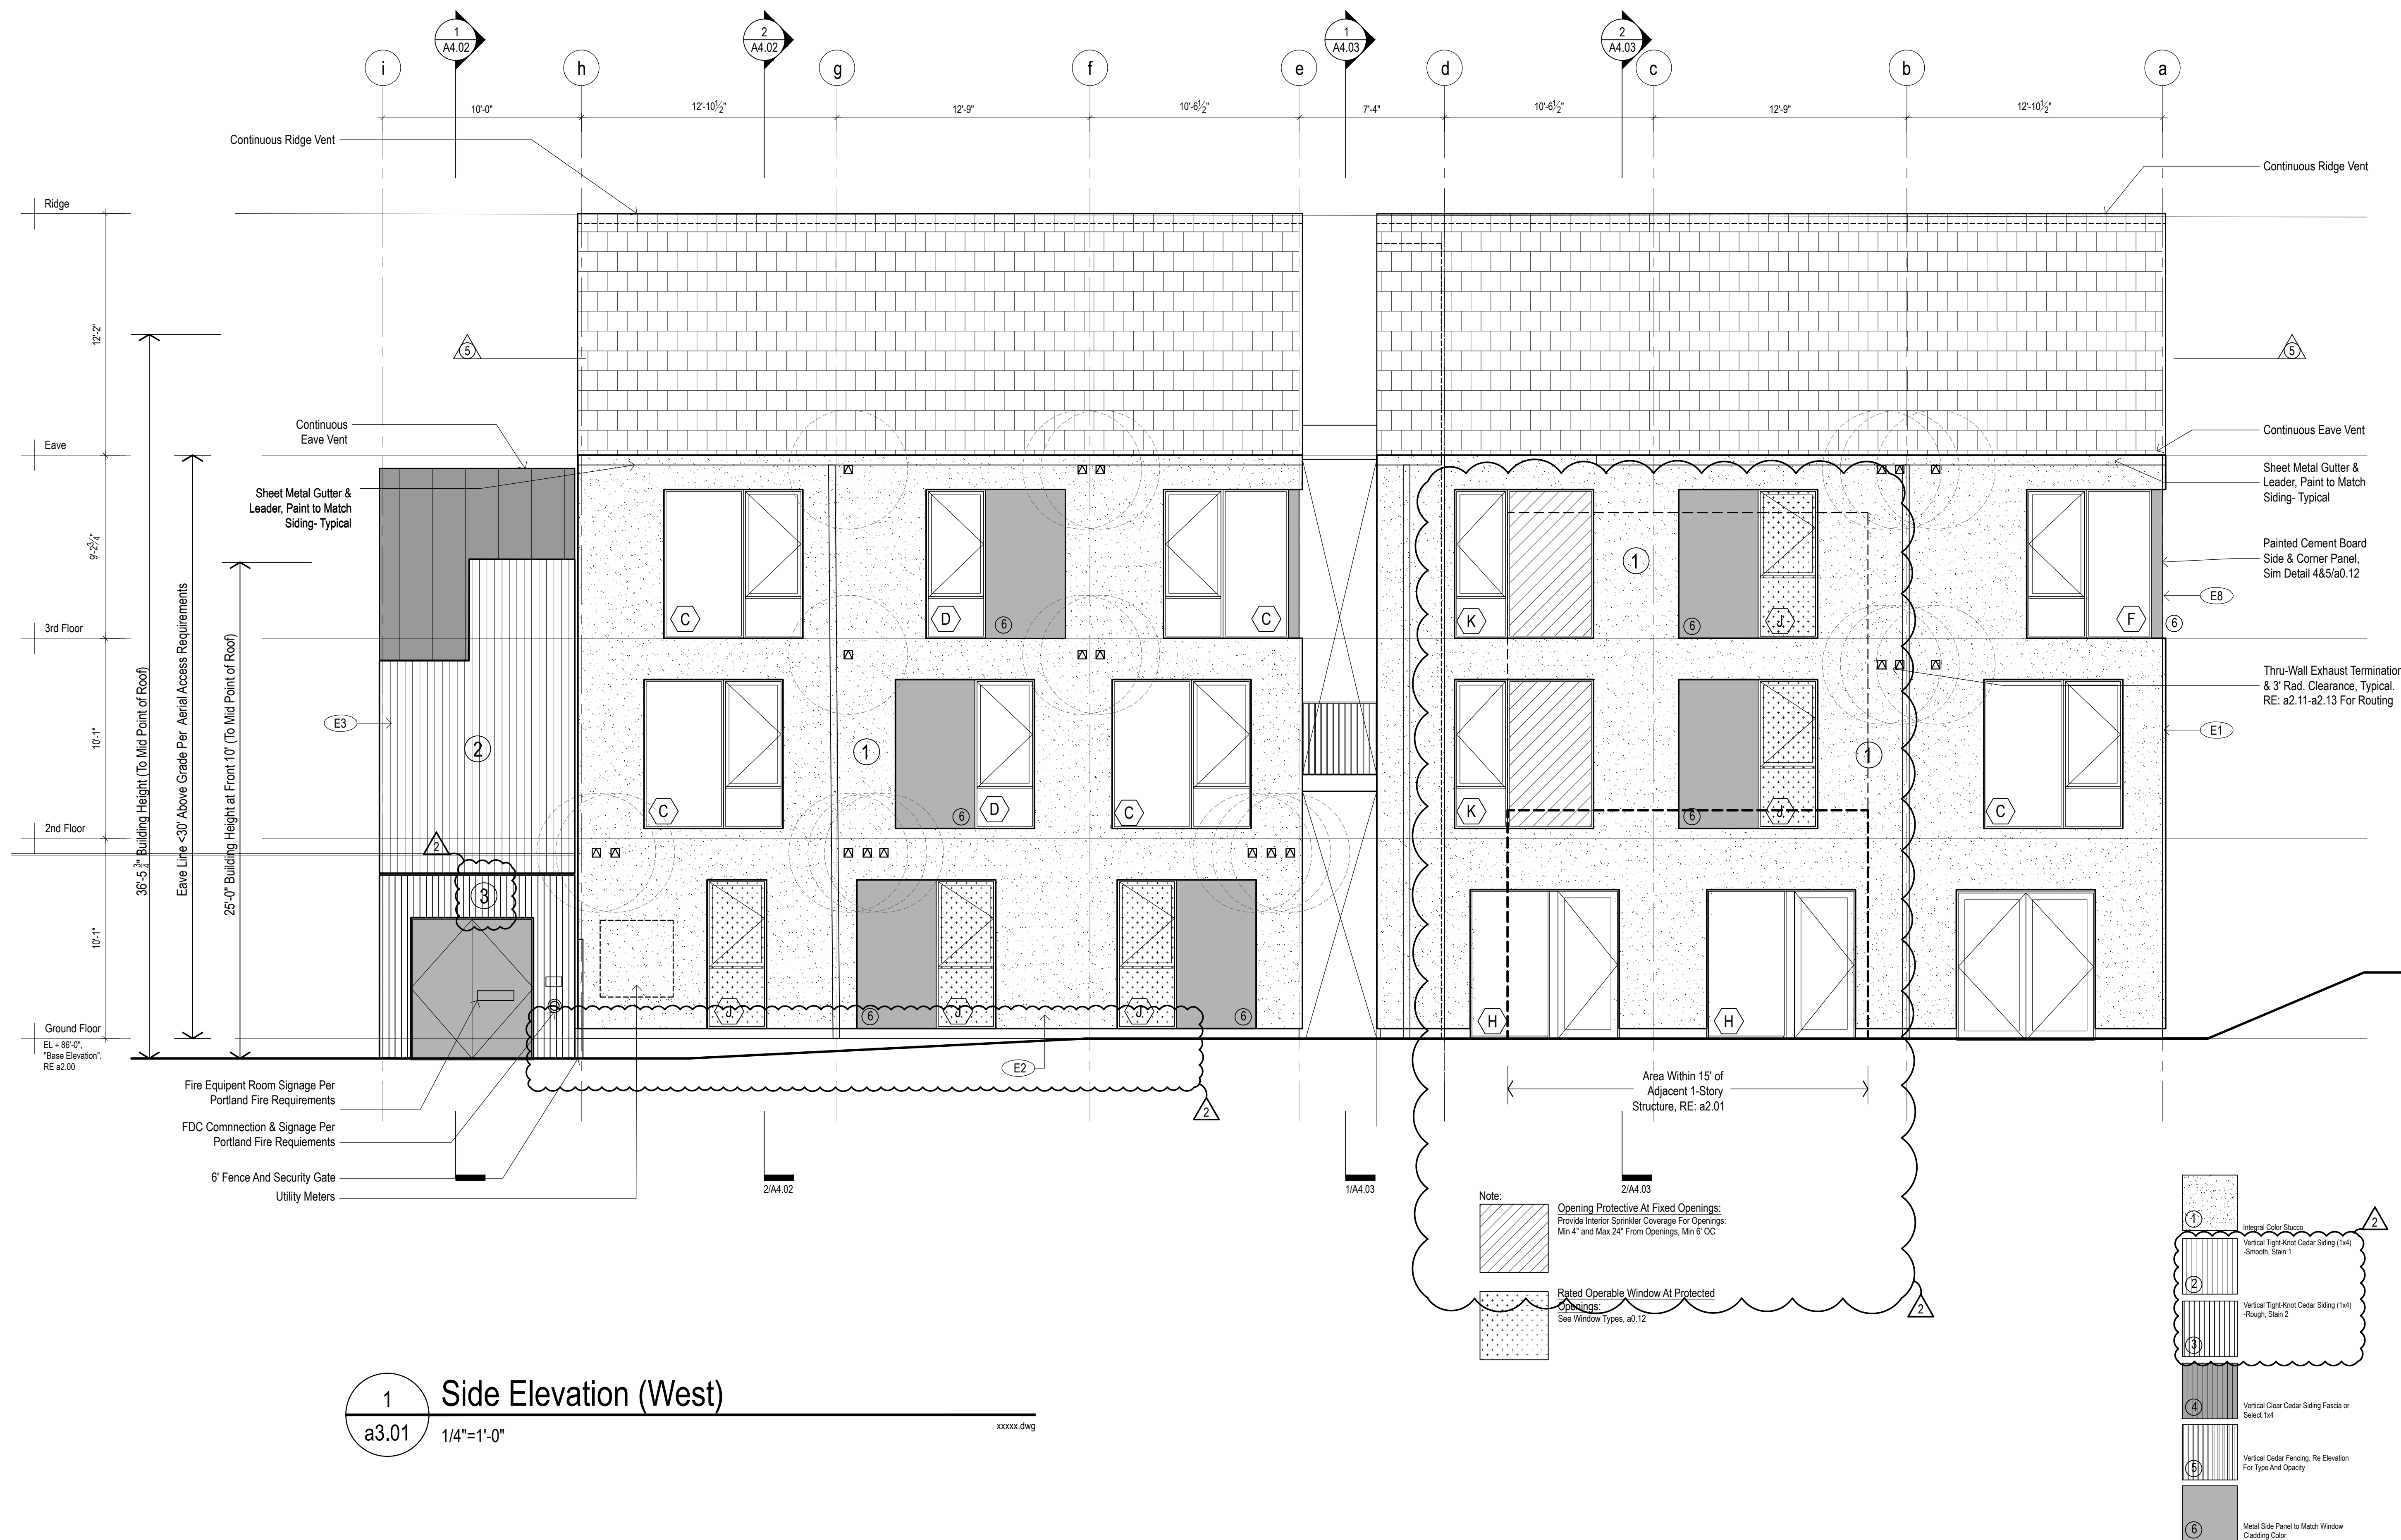 1
A4.02
2
A4.02
1
A4.03
2
A4.03
i
h
g
f
e
d
c
b
a
10'-0"
12'-10½"
12'-9"
10'-6½"
7'-4"
10'-6½"
12'-9"
12'-10½"
Continuous Ridge Vent
Continuous Ridge Vent
Ridge
12'-2"
5
5
Continuous
Eave Vent
Eave
Continuous Eave Vent
Sheet Metal Gutter &
Leader, Paint to Match
Siding- Typical
Sheet Metal Gutter &
Leader, Paint to Match
Siding- Typical
9'-2¾"
Painted Cement Board
Side & Corner Panel,
Sim Detail 4&5/a0.12
E8
1
C
D
6
C
K
6
J
F
6
3rd Floor
36'-5 ¾" Building Height (To Mid Point of Roof)
Eave Line <30' Above Grade Per Aerial Access Requirements
25'-0" Building Height at Front 10' (To Mid Point of Roof)
Thru-Wall Exhaust Termination
& 3' Rad. Clearance, Typical.
RE: a2.11-a2.13 For Routing
E3
10'-1"
2
1
1
E1
C
6
D
C
K
6
J
C
2nd Floor
2
3
10'-1"
J
6
J
J
6
H
H
Ground Floor
EL + 86'-0",
"Base Elevation",
RE a2.00
E2
2
Fire Equipent Room Signage Per
Portland Fire Requirements
FDC Comnnection & Signage Per
Portland Fire Requiements
6' Fence And Security Gate
Utility Meters
Area Within 15' of
Adjacent 1-Story
Structure, RE: a2.01
2/A4.02
1/A4.03
2/A4.03
Note:
Opening Protective At Fixed Openings:
Provide Interior Sprinkler Coverage For Openings:
Min 4" and Max 24" From Openings, Min 6' OC
Rated Operable Window At Protected
Openings:
See Window Types, a0.12
2
1
Integral Color Stucco
2
Vertical Tight-Knot Cedar Siding (1x4)
-Smooth, Stain 1
2
Vertical Tight-Knot Cedar Siding (1x4)
-Rough, Stain 2
3
4
Vertical Clear Cedar Siding Fascia or
Select 1x4
5
Vertical Cedar Fencing, Re Elevation
For Type And Opacity
6
Metal Side Panel to Match Window
Cladding Color
1
a3.01
Side Elevation (West)
1/4"=1'-0"
xxxxx.dwg